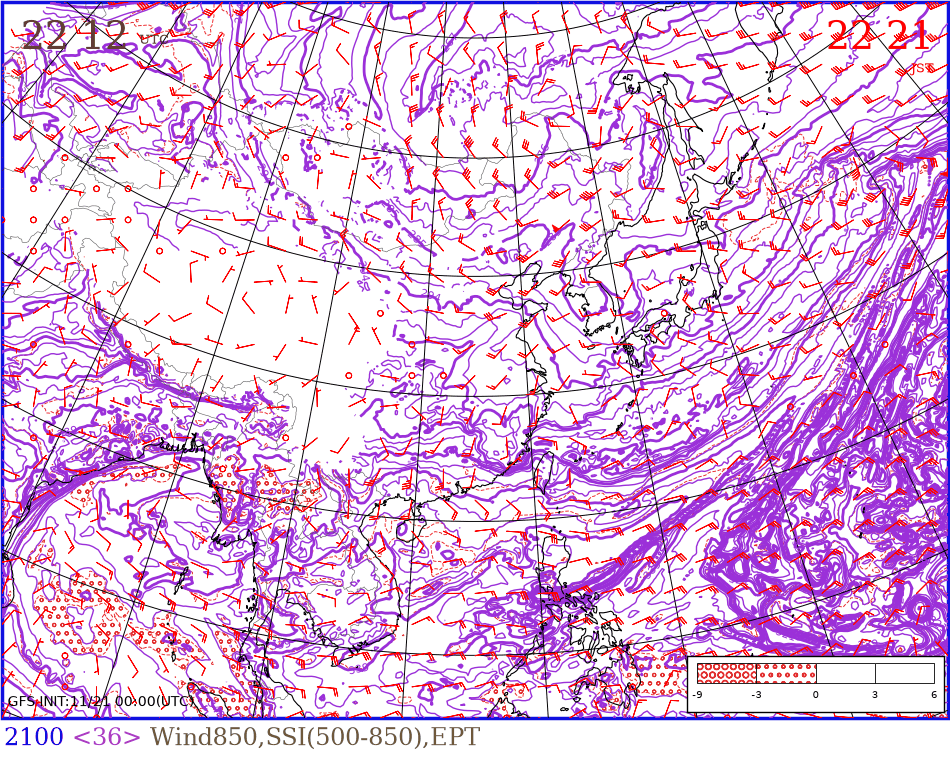 22 12 UTC
22 21
JST
GFS INIT:11/21 00:00(UTC)
-9 -3 0 3 6
2100 <36> Wind850,SSI(500-850),EPT